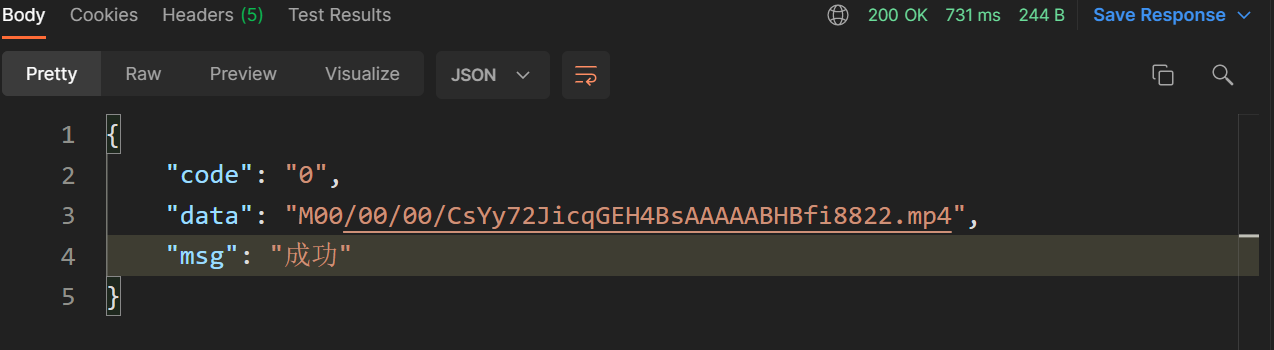 Body Cookies Headers (5) Test Results 200 OK 731 ms 244 B Save Response
Pretty Raw Preview Visualize JSON
1 {
2 "code": "0",
3 "data": "M00/00/00/CsYy72JicqGEH4BsAAAAABHBfi8822.mp4",
4 "msg": "成功"
5 }